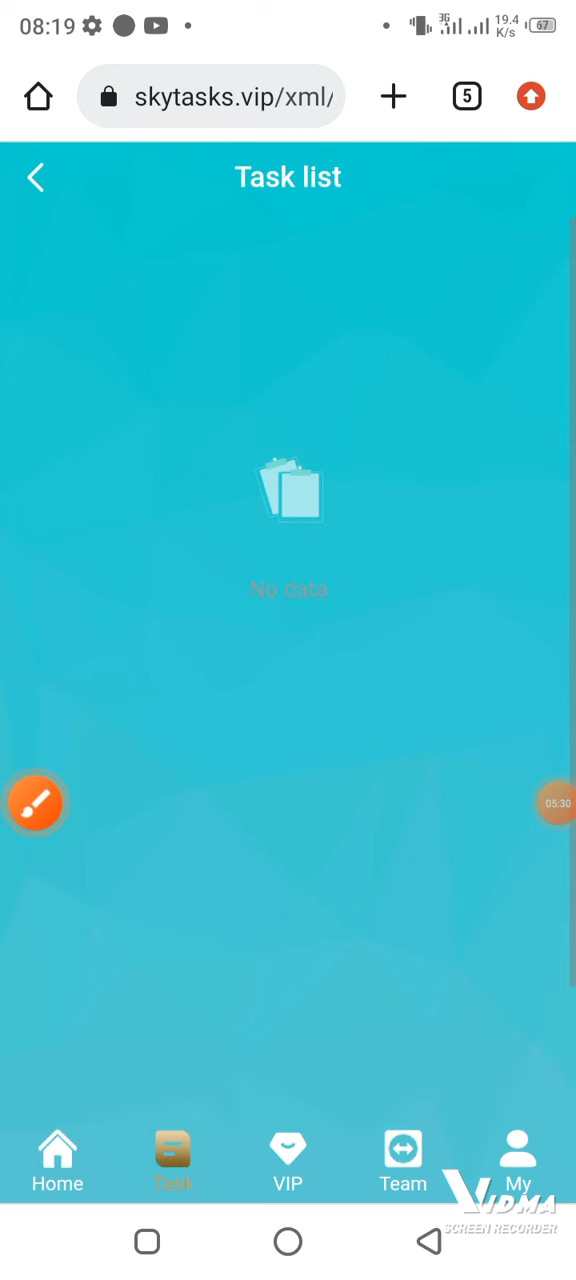 08:19
3G
19.4
K/s
67
skytasks.vip/xml/
5
Task list
No data
05:30
Home
Task
VIP
Team
My
VIDMA
SCREEN RECORDER